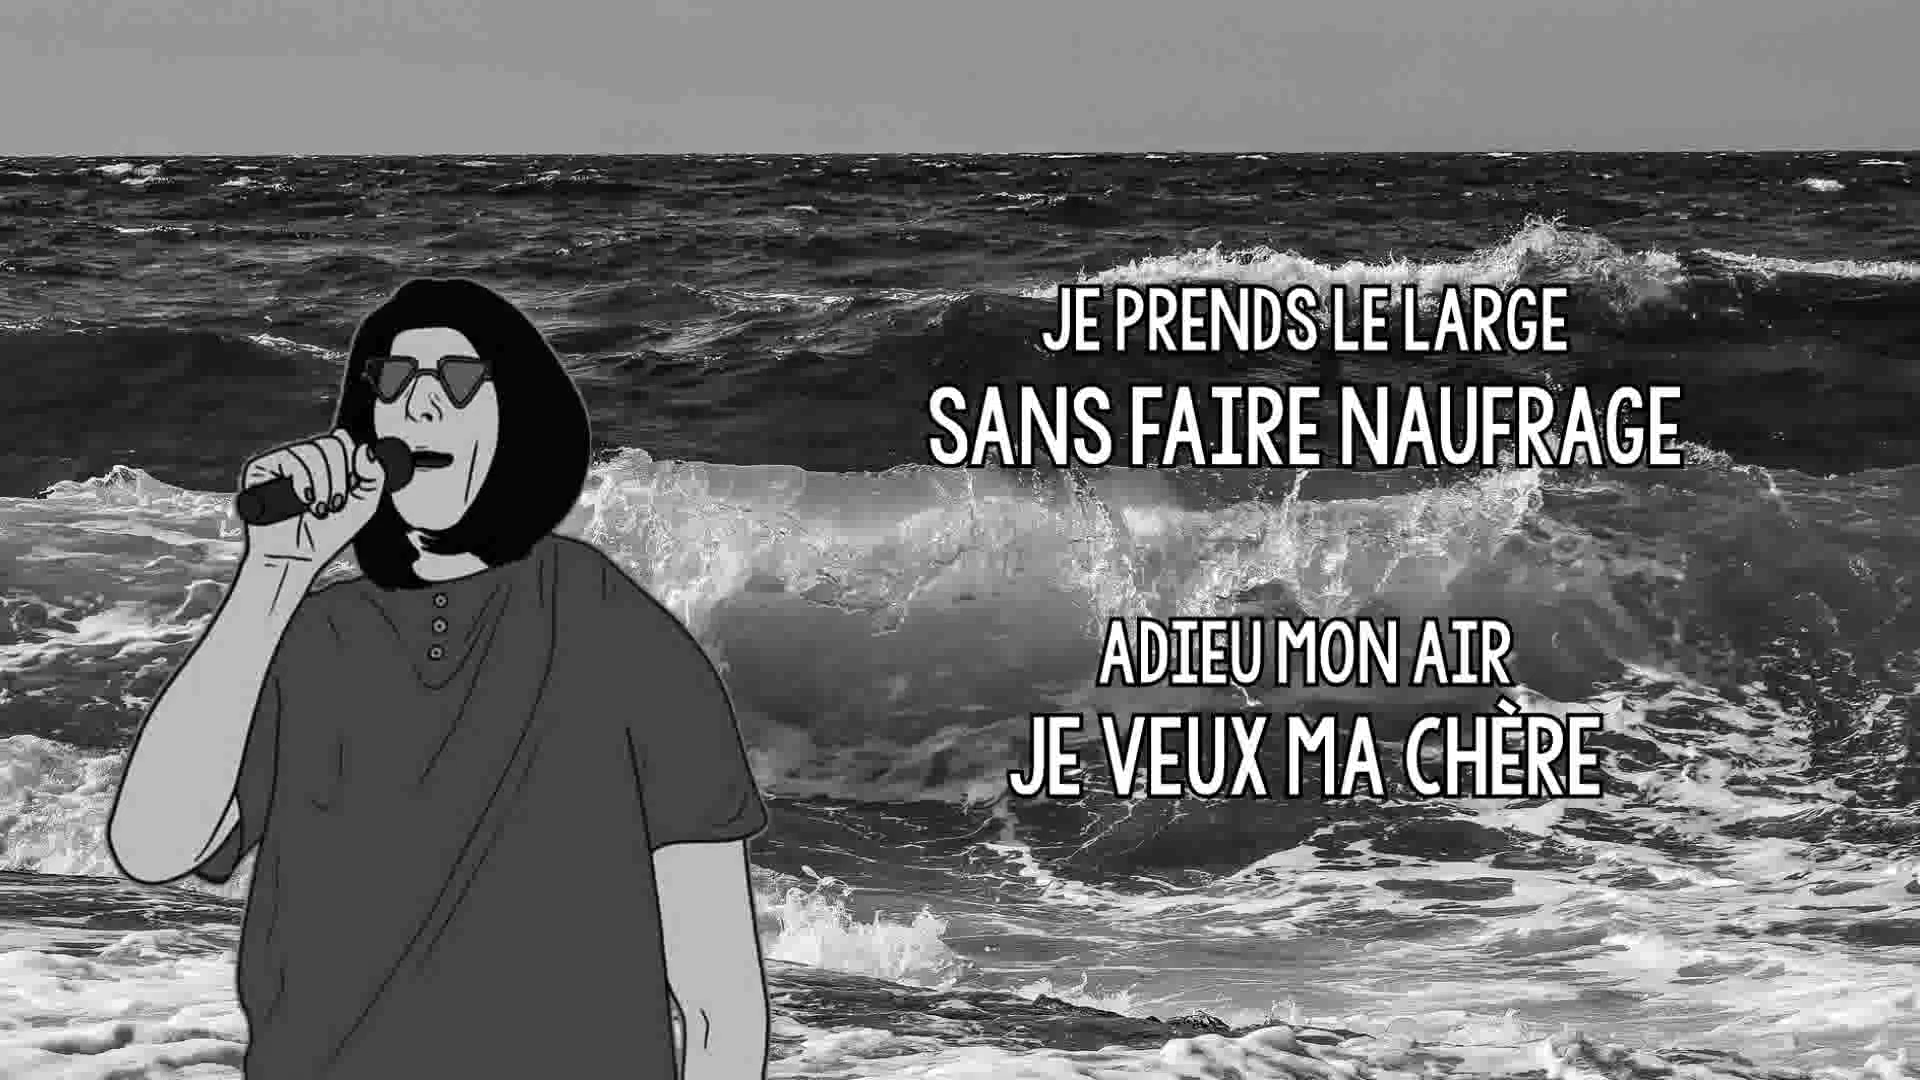 JE PRENDS LE LARGE
SANS FAIRE NAUFRAGE
ADIEU MON AIR
JE VEUX MA CHÈRE